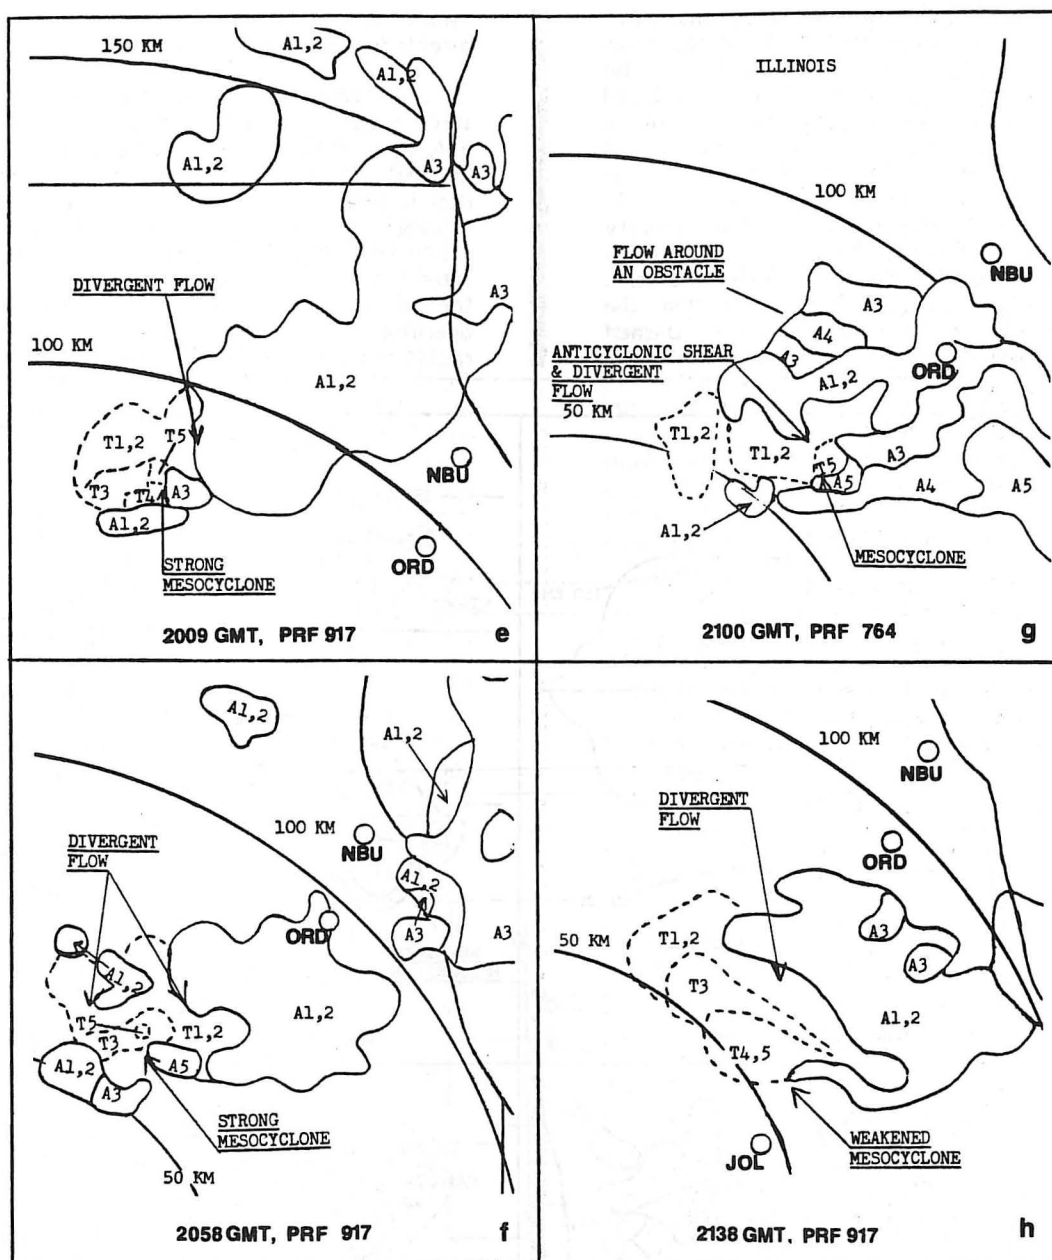 150 KM
A1,2
A1,2
A1,2
A3
A3
DIVERGENT FLOW
A3
100 KM
A1,2
T1,2
T5
T3
T4
A3
NBU
A1,2
ORD
STRONG
MESOCYCLONE
2009 GMT, PRF 917
e
ILLINOIS
100 KM
NBU
FLOW AROUND
AN OBSTACLE
A3
A4
A3
ORD
ANTICYCLONIC SHEAR
& DIVERGENT
FLOW
A1,2
50 KM
T1,2
T1,2
T5
A5
A3
A4
A5
A1,2
MESOCYCLONE
2100 GMT, PRF 764
g
A1,2
A1,2
100 KM
NBU
DIVERGENT
FLOW
A1,2
ORD
A3
A3
A1,2
A1,2
T5
T3
T1,2
A1,2
A5
A3
STRONG
MESOCYCLONE
50 KM
2058 GMT, PRF 917
f
100 KM
NBU
DIVERGENT
FLOW
ORD
50 KM
T1,2
A3
A3
T3
A1,2
T4,5
JOL
WEAKENED
MESOCYCLONE
2138 GMT, PRF 917
h